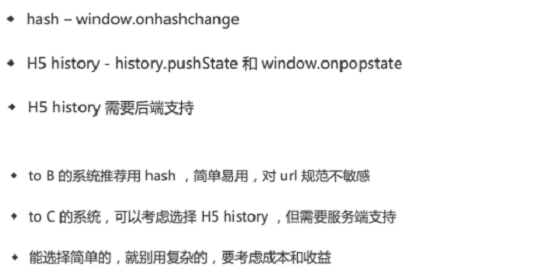 ◆ hash – window.onhashchange
◆ H5 history - history.pushState 和 window.onpopstate
◆ H5 history 需要后端支持
◆ to B 的系统推荐用 hash ，简单易用，对 url 规范不敏感
◆ to C 的系统，可以考虑选择 H5 history ，但需要服务端支持
◆ 能选择简单的，就别用复杂的，要考虑成本和收益